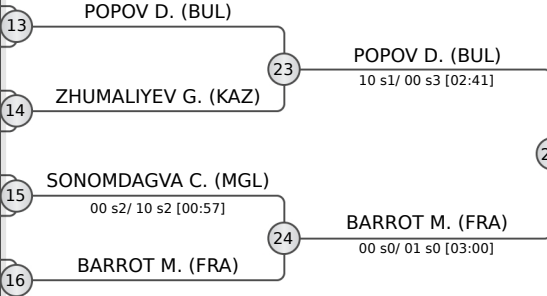 13
POPOV D. (BUL)
23
POPOV D. (BUL)
10 s1/ 00 s3 [02:41]
14
ZHUMALIYEV G. (KAZ)
15
SONOMDAGVA C. (MGL)
00 s2/ 10 s2 [00:57]
24
BARROT M. (FRA)
00 s0/ 01 s0 [03:00]
16
BARROT M. (FRA)